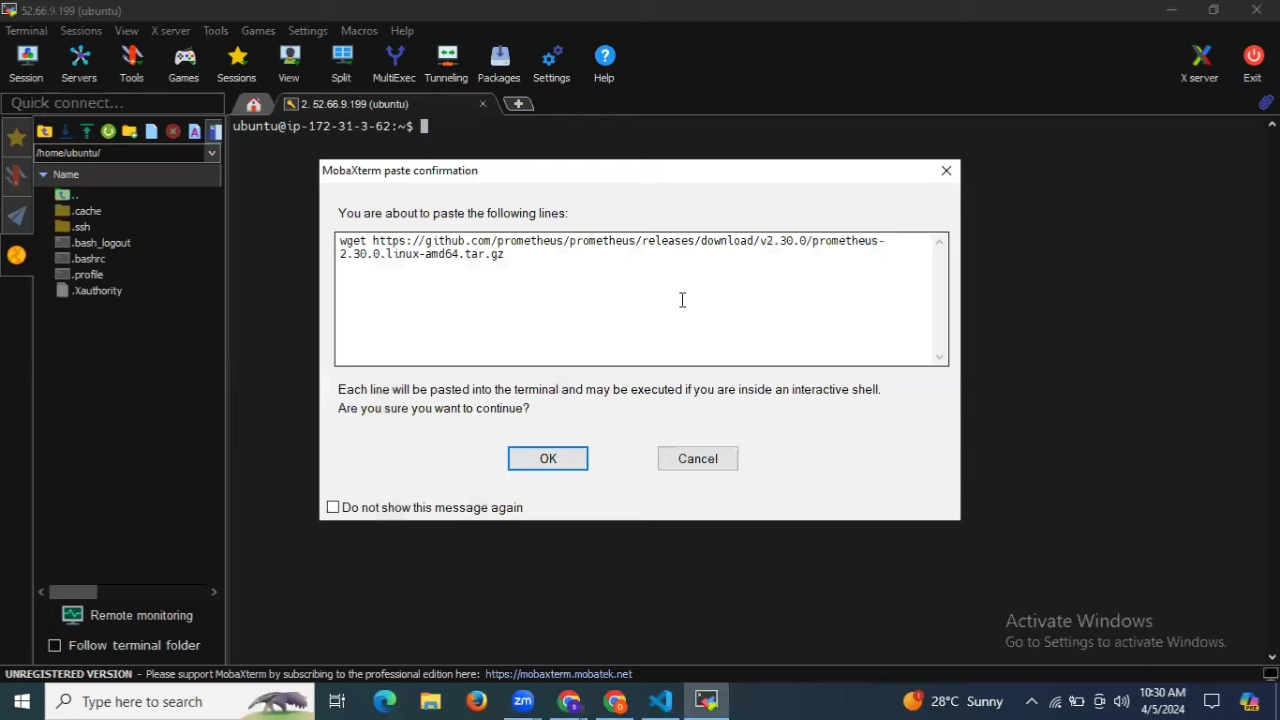 52.66.9.199 (ubuntu)
Terminal Sessions View X server Tools Games Settings Macros Help
Session Servers Tools Games Sessions View Split MultiExec Tunneling Packages Settings Help X server Exit
Quick connect...
2. 52.66.9.199 (ubuntu)
/home/ubuntu/
Name
..
.cache
.ssh
.bash_logout
.bashrc
.profile
.Xauthority
ubuntu@ip-172-31-3-62:~$
MobaXterm paste confirmation
You are about to paste the following lines:
wget https://github.com/prometheus/prometheus/releases/download/v2.30.0/prometheus-
2.30.0.linux-amd64.tar.gz
Each line will be pasted into the terminal and may be executed if you are inside an interactive shell.
Are you sure you want to continue?
OK Cancel
Do not show this message again
Remote monitoring
Follow terminal folder
Activate Windows
Go to Settings to activate Windows.
UNREGISTERED VERSION - Please support MobaXterm by subscribing to the professional edition here: https://mobaxterm.mobatek.net
Type here to search
zm
28°C Sunny
10:30 AM
4/5/2024